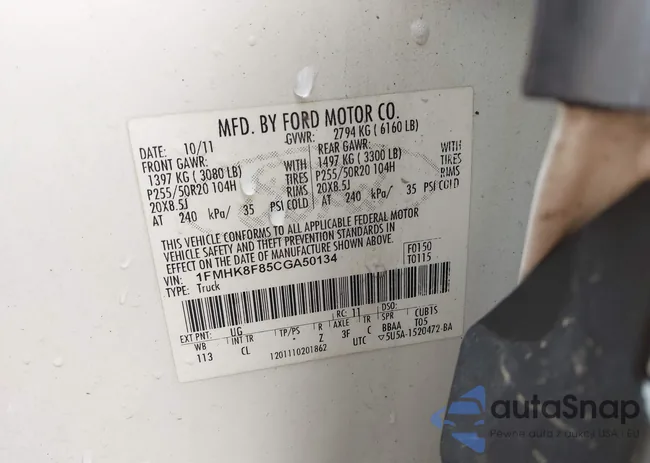 MFD. BY FORD MOTOR CO.
DATE: 10/11 GVWR: 2794 KG ( 6160 LB)
FRONT GAWR: REAR GAWR:
1397 KG ( 3080 LB) WITH 1497 KG ( 3300 LB) WITH
P255/50R20 104H TIRES P255/50R20 104H TIRES
20X8.5J RIMS 20X8.5J RIMS
AT 240 kPa/ 35 PSI COLD AT 240 kPa/ 35 PSI COLD
THIS VEHICLE CONFORMS TO ALL APPLICABLE FEDERAL MOTOR
VEHICLE SAFETY AND THEFT PREVENTION STANDARDS IN
EFFECT ON THE DATE OF MANUFACTURE SHOWN ABOVE.
VIN: 1FMHK8F85CGA50134 F0150
TYPE: Truck T0115
EXT PNT: UG RC: 11 DSO:
WB INT TR TP/PS R AXLE TR SPR CUBTS
113 CL . Z 3F C BBAA T05
1201110201862 UTC ▽5U5A-1520472-BA
autaSnap
Pewne auta z aukcji USA - EU